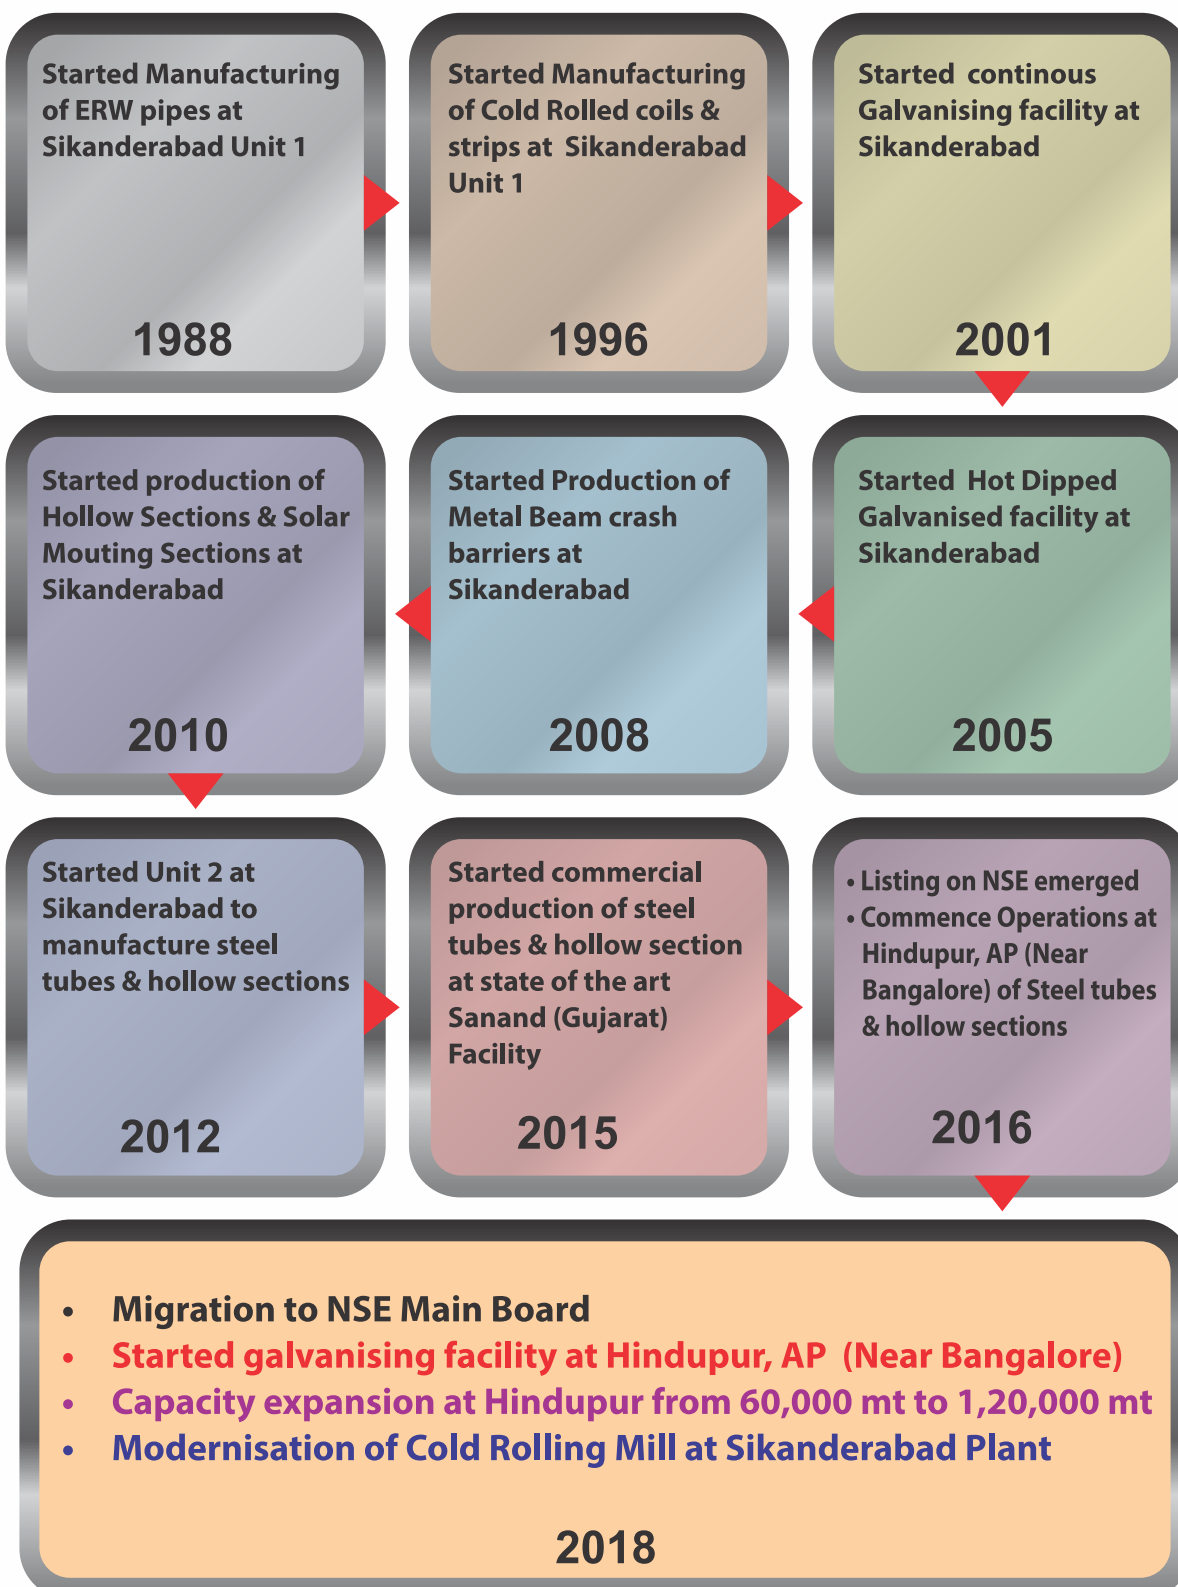 Started Manufacturing
of ERW pipes at
Sikanderabad Unit 1
1988
Started Manufacturing
of Cold Rolled coils &
strips at Sikanderabad
Unit 1
1996
Started continous
Galvanising facility at
Sikanderabad
2001
Started Hot Dipped
Galvanised facility at
Sikanderabad
2005
Started Production of
Metal Beam crash
barriers at
Sikanderabad
2008
Started production of
Hollow Sections & Solar
Mouting Sections at
Sikanderabad
2010
Started Unit 2 at
Sikanderabad to
manufacture steel
tubes & hollow sections
2012
Started commercial
production of steel
tubes & hollow section
at state of the art
Sanand (Gujarat)
Facility
2015
• Listing on NSE emerged
• Commence Operations at
Hindupur, AP (Near
Bangalore) of Steel tubes
& hollow sections
2016
• Migration to NSE Main Board
• Started galvanising facility at Hindupur, AP (Near Bangalore)
• Capacity expansion at Hindupur from 60,000 mt to 1,20,000 mt
• Modernisation of Cold Rolling Mill at Sikanderabad Plant
2018